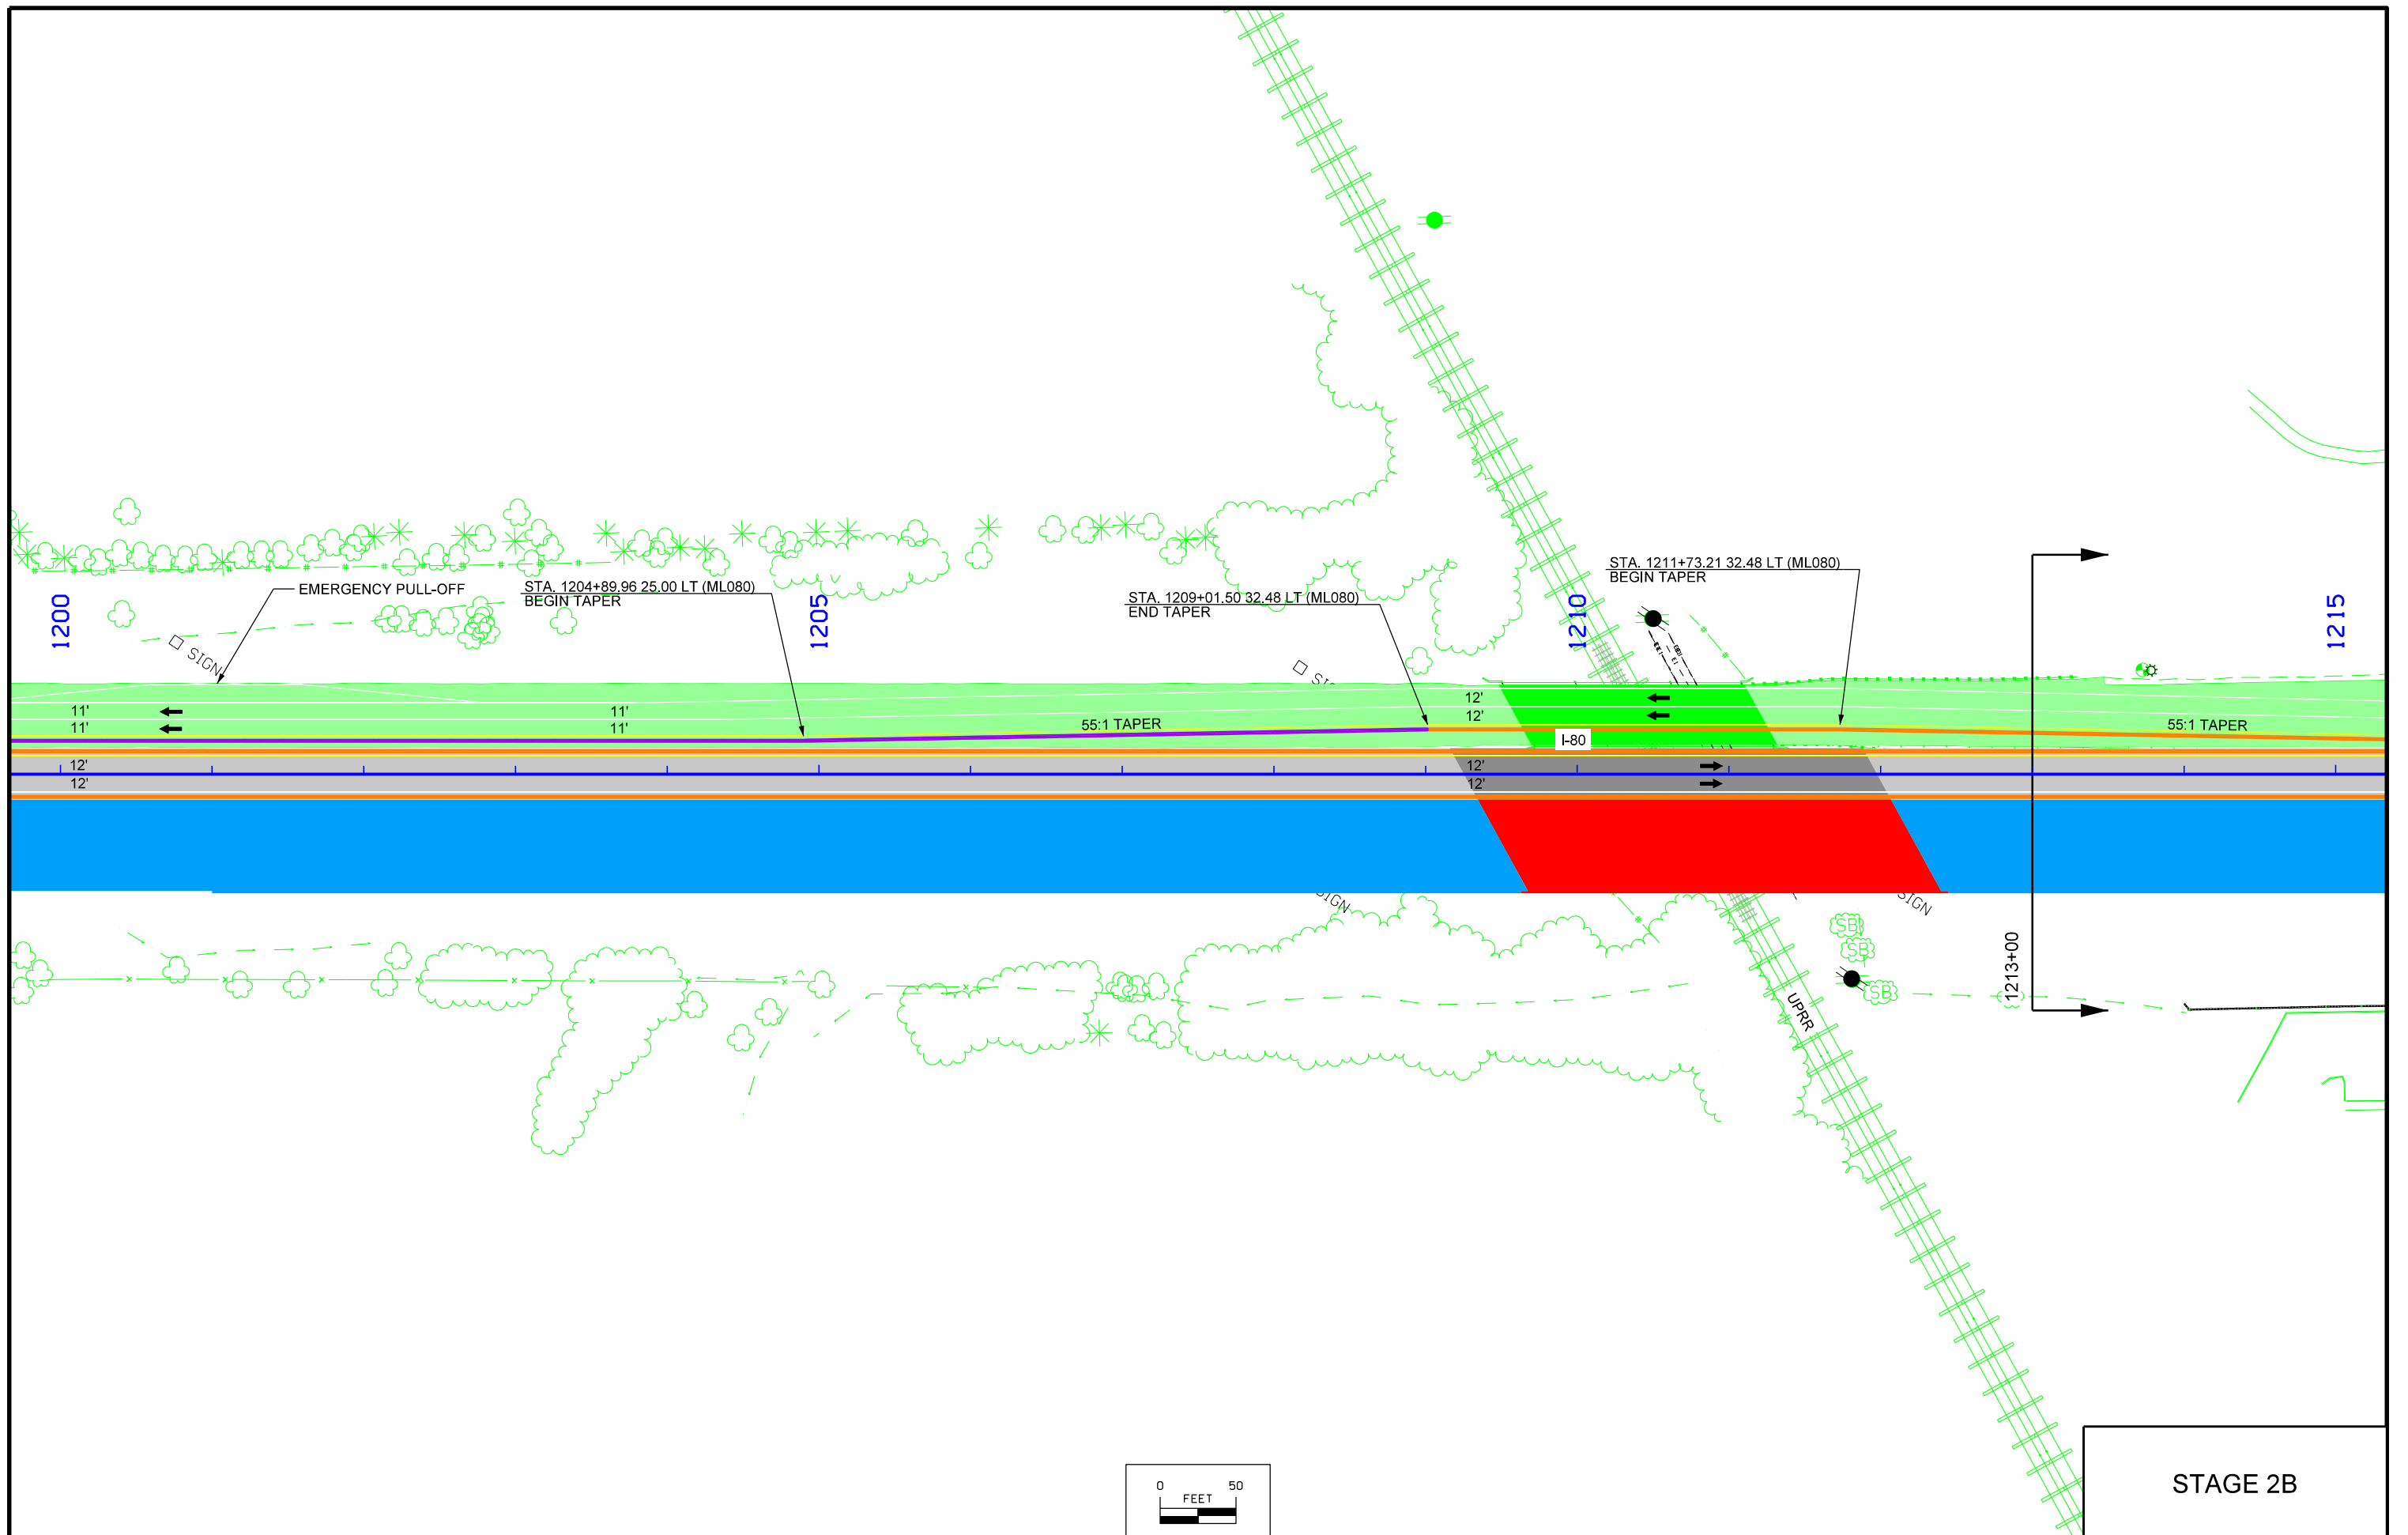 STA. 1211+73.21 32.48 LT (ML080)
BEGIN TAPER
EMERGENCY PULL-OFF
STA. 1204+89.96 25.00 LT (ML080)
BEGIN TAPER
STA. 1209+01.50 32.48 LT (ML080)
END TAPER
1200
1205
1210
1215
SIGN
12'
11'
11'
12'
11'
11'
55:1 TAPER
55:1 TAPER
I-80
12'
12'
12'
12'
SIGN
SIGN
SB
SB
SB
1213+00
UPRR
0 50
FEET
STAGE 2B